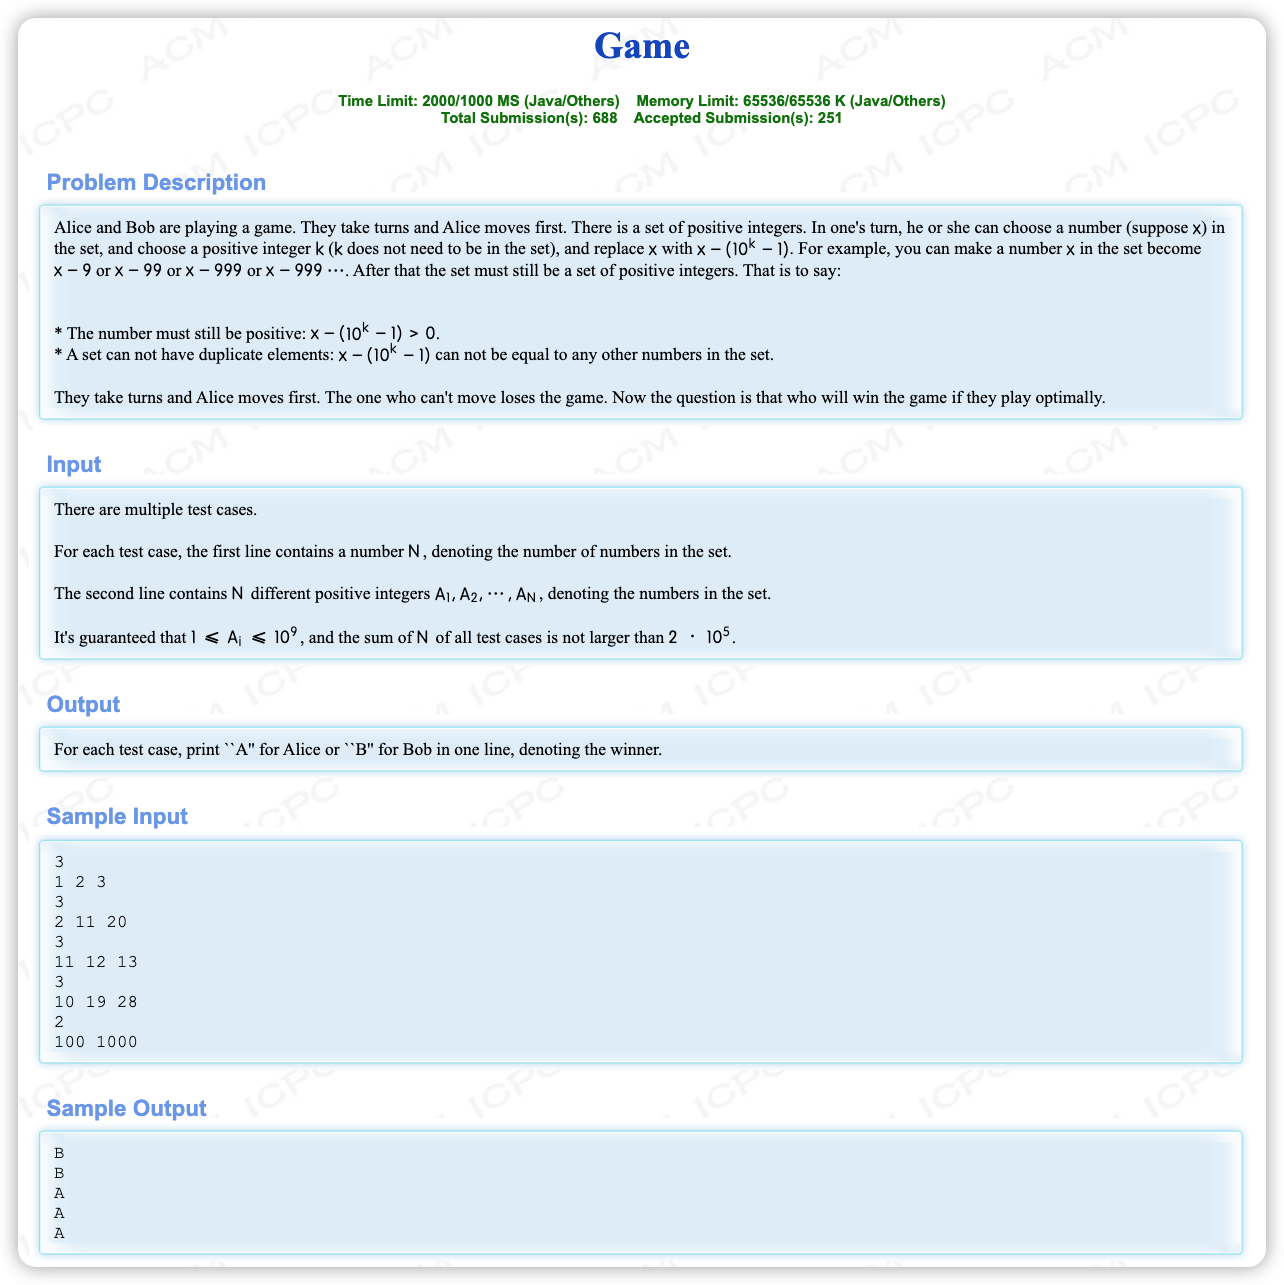 Game
Time Limit: 2000/1000 MS (Java/Others) Memory Limit: 65536/65536 K (Java/Others)
Total Submission(s): 688 Accepted Submission(s): 251
Problem Description
Alice and Bob are playing a game. They take turns and Alice moves first. There is a set of positive integers. In one's turn, he or she can choose a number (suppose x) in
the set, and choose a positive integer k (k does not need to be in the set), and replace x with x − (10^k − 1). For example, you can make a number x in the set become
x − 9 or x − 99 or x − 999 or x − 999 ⋯. After that the set must still be a set of positive integers. That is to say:
* The number must still be positive: x − (10^k − 1) > 0.
* A set can not have duplicate elements: x − (10^k − 1) can not be equal to any other numbers in the set.
They take turns and Alice moves first. The one who can't move loses the game. Now the question is that who will win the game if they play optimally.
Input
There are multiple test cases.
For each test case, the first line contains a number N, denoting the number of numbers in the set.
The second line contains N different positive integers A₁, A₂, ⋯, A_N, denoting the numbers in the set.
It's guaranteed that 1 ⩽ Aᵢ ⩽ 10⁹, and the sum of N of all test cases is not larger than 2 · 10⁵.
Output
For each test case, print ``A'' for Alice or ``B'' for Bob in one line, denoting the winner.
Sample Input
3
1 2 3
3
2 11 20
3
11 12 13
3
10 19 28
2
100 1000
Sample Output
B
B
A
A
A